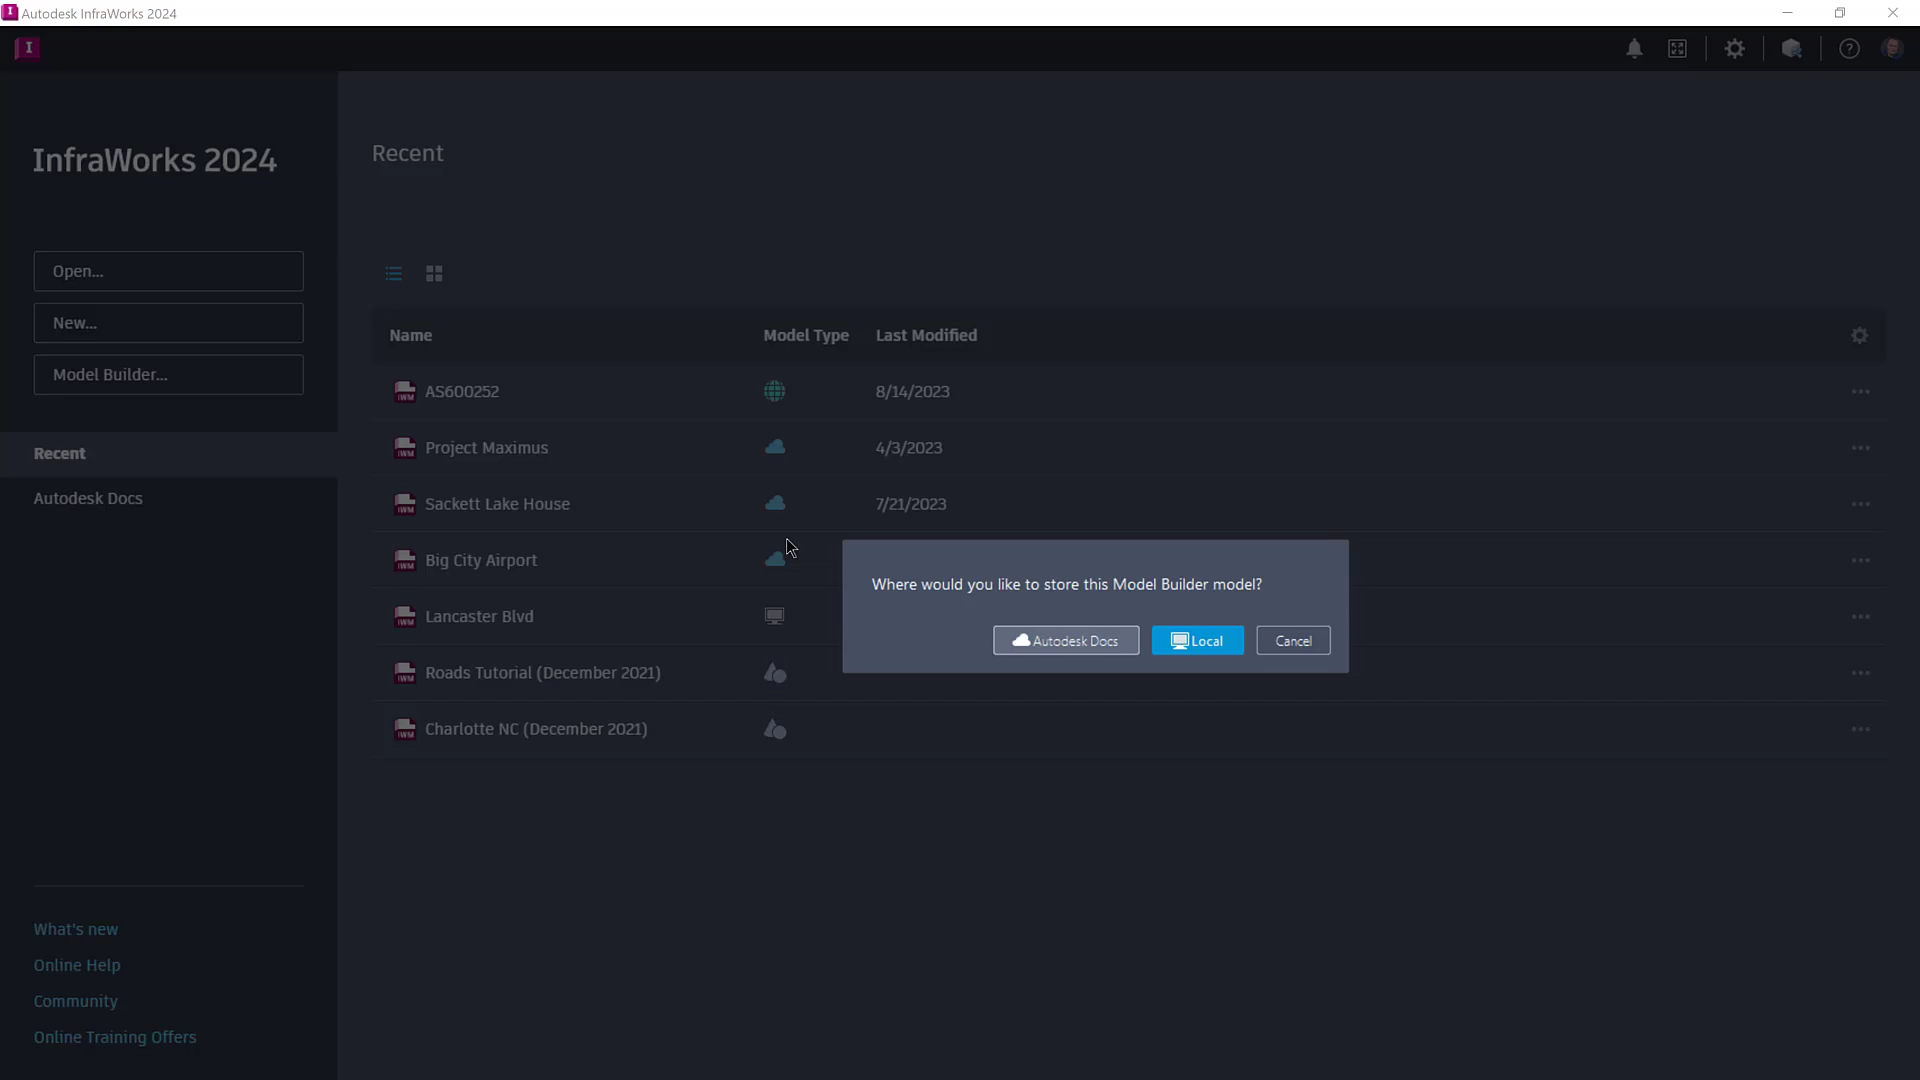 Autodesk InfraWorks 2024
InfraWorks 2024
Open...
New...
Model Builder...
Recent
Autodesk Docs
What's new
Online Help
Community
Online Training Offers
Recent
Name Model Type Last Modified
AS600252 8/14/2023
Project Maximus 4/3/2023
Sackett Lake House 7/21/2023
Big City Airport
Lancaster Blvd
Roads Tutorial (December 2021)
Charlotte NC (December 2021)
Where would you like to store this Model Builder model?
Autodesk Docs Local Cancel